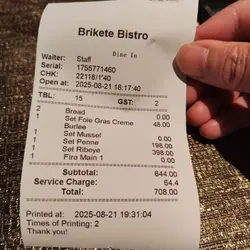 Brikete Bistro
Dine In
Waiter: Staff
Serial: 1755771460
CHK: 22118/1'40
Open at: 2025-08-21 18:17:40
TBL: 15 GST: 2
2 Bread 0.00
1 Set Foie Gras Creme 48.00
Burlee
1 Set Mussel 0.00
1 Set Penne 198.00
1 Set Ribeye 398.00
1 Fire Main 1 0.00
Subtotal: 644.00
Service Charge: 64.4
Total: 708.00
Printed at: 2025-08-21 19:31:04
Times of Printing: 2
Thank you!